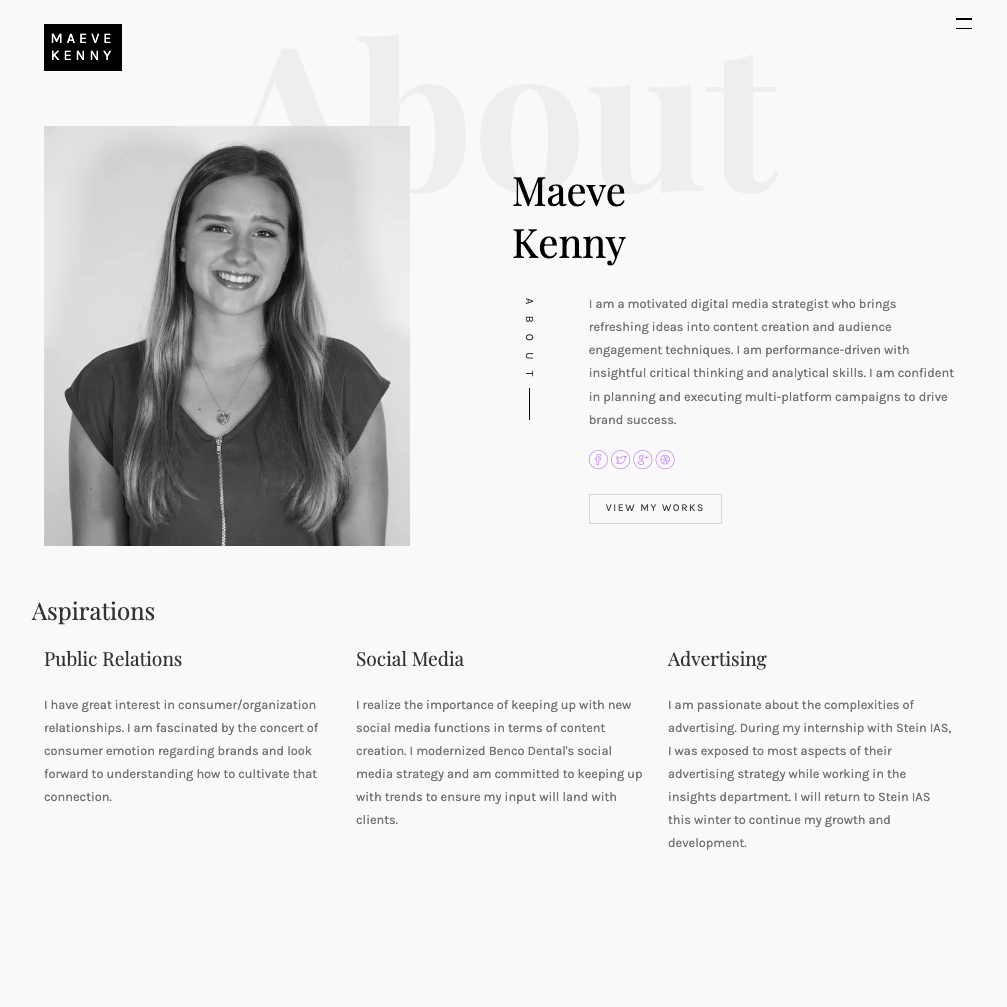 MAEVE
KENNY
About
Maeve
Kenny
ABOUT
I am a motivated digital media strategist who brings
refreshing ideas into content creation and audience
engagement techniques. I am performance-driven with
insightful critical thinking and analytical skills. I am confident
in planning and executing multi-platform campaigns to drive
brand success.
VIEW MY WORKS
Aspirations
Public Relations
I have great interest in consumer/organization
relationships. I am fascinated by the concert of
consumer emotion regarding brands and look
forward to understanding how to cultivate that
connection.
Social Media
I realize the importance of keeping up with new
social media functions in terms of content
creation. I modernized Benco Dental's social
media strategy and am committed to keeping up
with trends to ensure my input will land with
clients.
Advertising
I am passionate about the complexities of
advertising. During my internship with Stein IAS,
I was exposed to most aspects of their
advertising strategy while working in the
insights department. I will return to Stein IAS
this winter to continue my growth and
development.